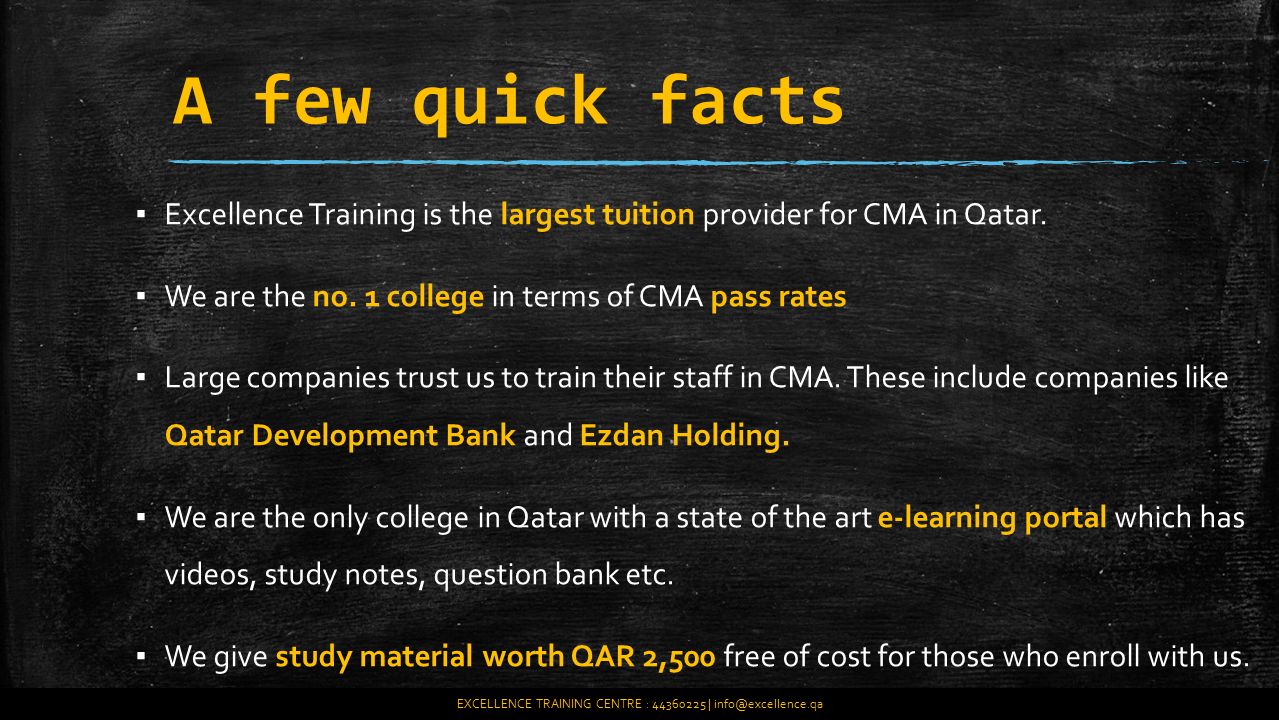 A few quick facts
▪ Excellence Training is the largest tuition provider for CMA in Qatar.
▪ We are the no. 1 college in terms of CMA pass rates
▪ Large companies trust us to train their staff in CMA. These include companies like
Qatar Development Bank and Ezdan Holding.
▪ We are the only college in Qatar with a state of the art e-learning portal which has
videos, study notes, question bank etc.
▪ We give study material worth QAR 2,500 free of cost for those who enroll with us.
EXCELLENCE TRAINING CENTRE : 44360225 | info@excellence.qa